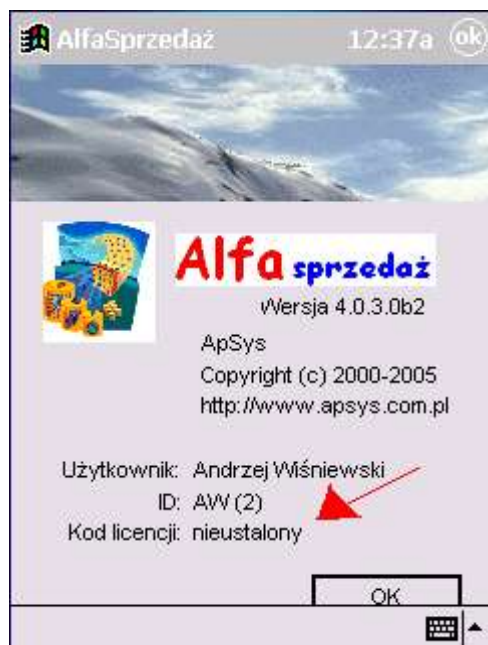 AlfaSprzedaż 12:37a ok
Alfa sprzedaż
Wersja 4.0.3.0b2
ApSys
Copyright (c) 2000-2005
http://www.apsys.com.pl
Użytkownik: Andrzej Wiśniewski
ID: AW (2)
Kod licencji: nieustalony
OK